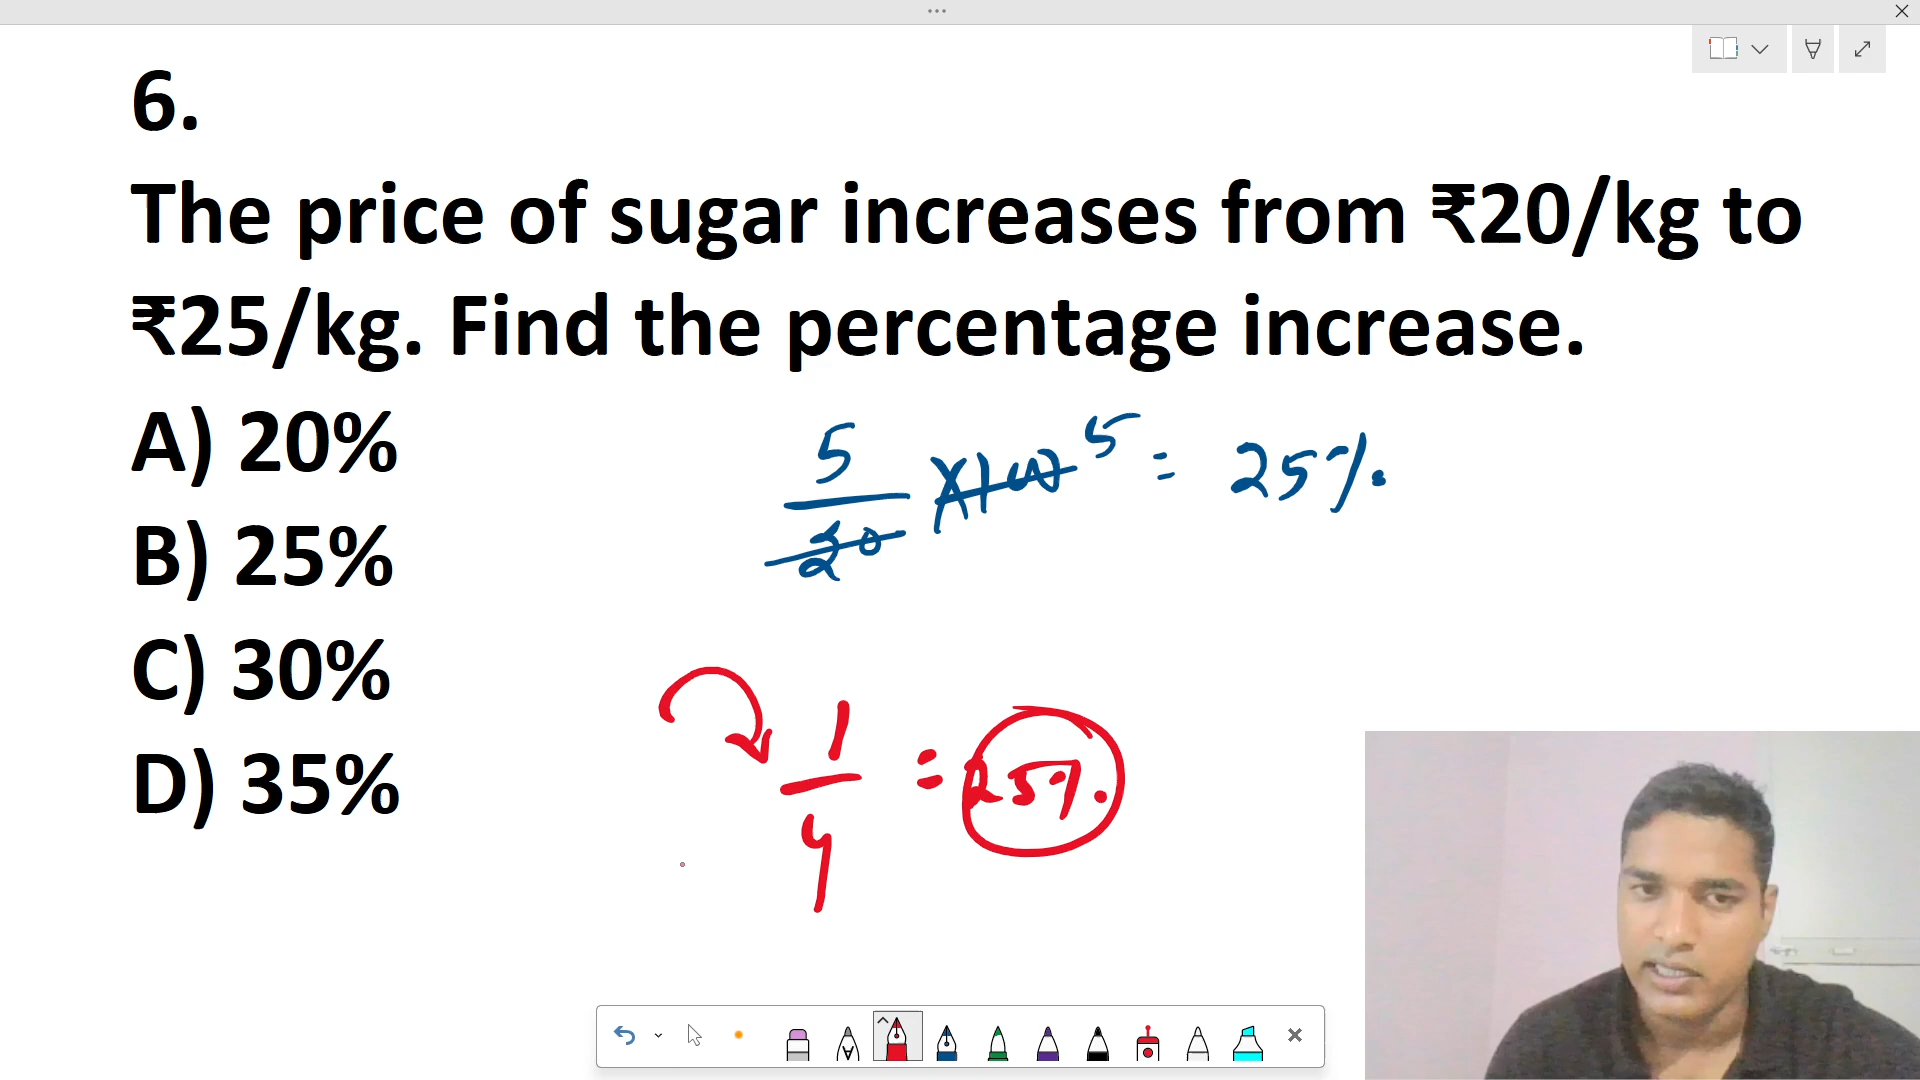 6.
The price of sugar increases from ₹20/kg to
₹25/kg. Find the percentage increase.
A) 20%
B) 25%
C) 30%
D) 35%
5/20 ×100 5 = 25%.
1/4 = 25%.